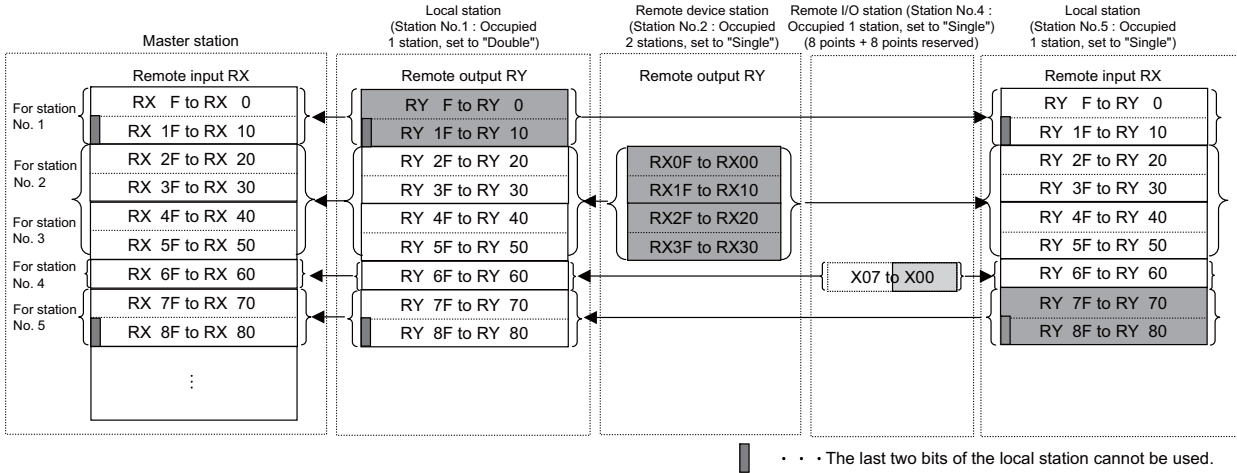 Master station
Local station
(Station No.1 : Occupied
1 station, set to "Double")
Remote device station
(Station No.2 : Occupied
2 stations, set to "Single")
Remote I/O station (Station No.4 :
Occupied 1 station, set to "Single")
(8 points + 8 points reserved)
Local station
(Station No.5 : Occupied
1 station, set to "Single")
Remote input RX
Remote output RY
Remote output RY
Remote input RX
For station
No. 1
RX F to RX 0
RX 1F to RX 10
For station
No. 2
RX 2F to RX 20
RX 3F to RX 30
For station
No. 3
RX 4F to RX 40
RX 5F to RX 50
For station
No. 4
RX 6F to RX 60
For station
No. 5
RX 7F to RX 70
RX 8F to RX 80
⋮
RY F to RY 0
RY 1F to RY 10
RY 2F to RY 20
RY 3F to RY 30
RY 4F to RY 40
RY 5F to RY 50
RY 6F to RY 60
RY 7F to RY 70
RY 8F to RY 80
RX0F to RX00
RX1F to RX10
RX2F to RX20
RX3F to RX30
X07 to X00
RY F to RY 0
RY 1F to RY 10
RY 2F to RY 20
RY 3F to RY 30
RY 4F to RY 40
RY 5F to RY 50
RY 6F to RY 60
RY 7F to RY 70
RY 8F to RY 80
· · · The last two bits of the local station cannot be used.